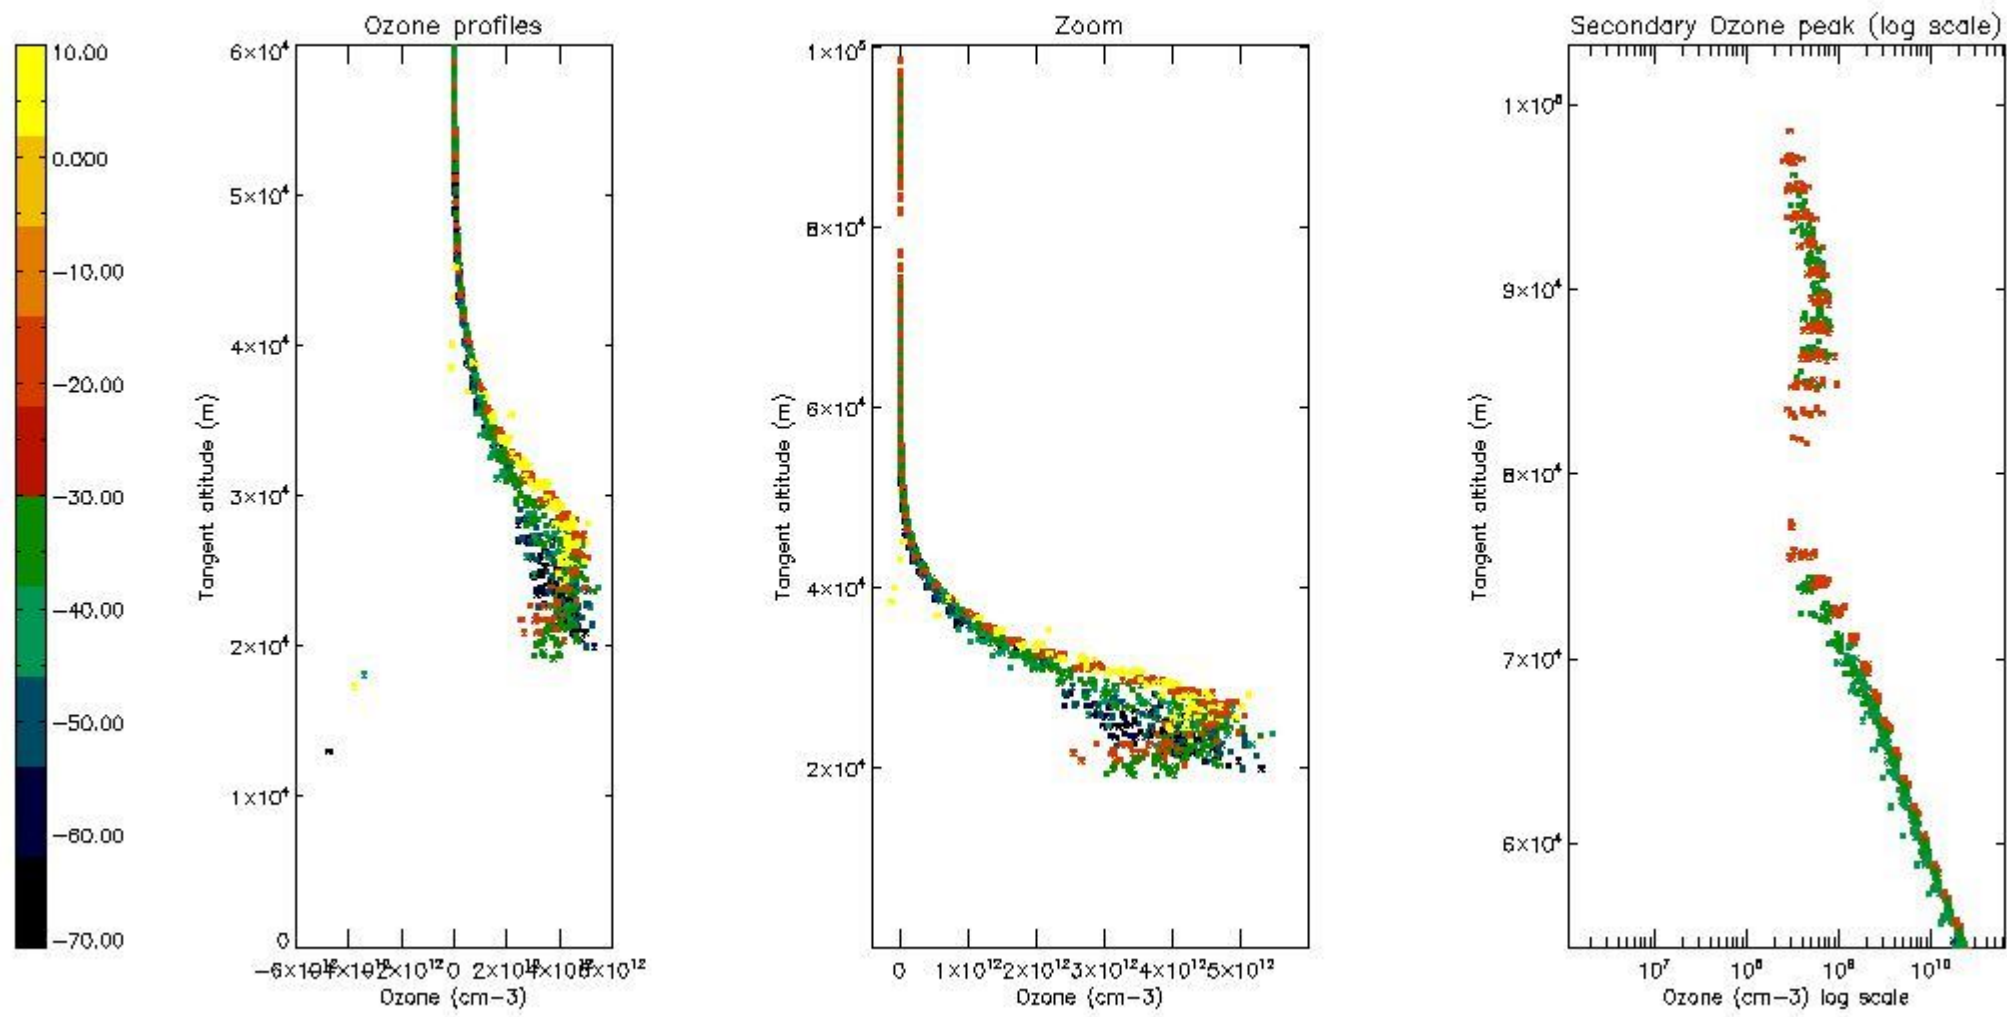 Ozone profiles
Zoom
Secondary Ozone peak (log scale)
10.00
0.000
−10.00
−20.00
−30.00
−40.00
−50.00
−60.00
−70.00
6×10⁴
5×10⁴
4×10⁴
3×10⁴
2×10⁴
1×10⁴
0
Tangent altitude (m)
0
Ozone (cm−3)
1×10⁵
8×10⁴
6×10⁴
4×10⁴
2×10⁴
Tangent altitude (m)
0 1×10¹² 2×10¹² 3×10¹² 4×10¹² 5×10¹²
Ozone (cm−3)
9×10⁴
8×10⁴
7×10⁴
6×10⁴
Tangent altitude (m)
10⁷ 10⁸ 10⁹ 10¹⁰
Ozone (cm−3) log scale